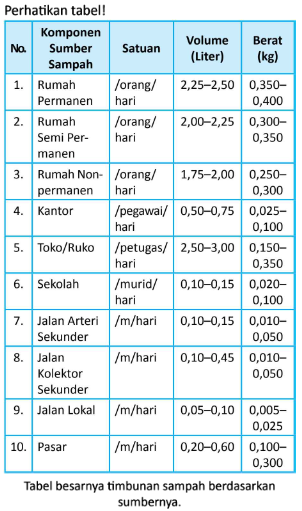 Perhatikan tabel!
No. Komponen Sumber Sampah Satuan Volume (Liter) Berat (kg)
1. Rumah Permanen /orang/ hari 2,25–2,50 0,350– 0,400
2. Rumah Semi Per- manen /orang/ hari 2,00–2,25 0,300– 0,350
3. Rumah Non- permanen /orang/ hari 1,75–2,00 0,250– 0,300
4. Kantor /pegawai/ hari 0,50–0,75 0,025– 0,100
5. Toko/Ruko /petugas/ hari 2,50–3,00 0,150– 0,350
6. Sekolah /murid/ hari 0,10–0,15 0,020– 0,100
7. Jalan Arteri Sekunder /m/hari 0,10–0,15 0,010– 0,050
8. Jalan Kolektor Sekunder /m/hari 0,10–0,45 0,010– 0,050
9. Jalan Lokal /m/hari 0,05–0,10 0,005– 0,025
10. Pasar /m/hari 0,20–0,60 0,100– 0,300
Tabel besarnya timbunan sampah berdasarkan
sumbernya.